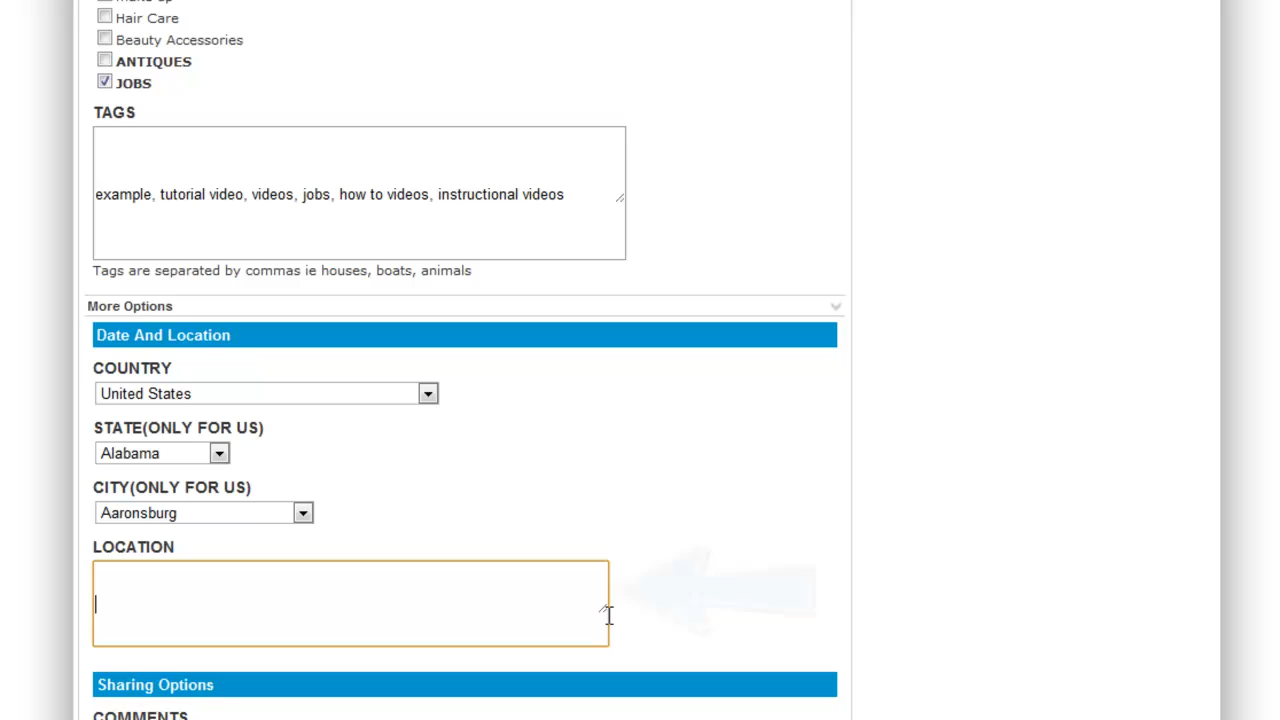 Make up
Hair Care
Beauty Accessories
ANTIQUES
JOBS
TAGS
example, tutorial video, videos, jobs, how to videos, instructional videos
Tags are separated by commas ie houses, boats, animals
More Options
Date And Location
COUNTRY
United States
STATE(ONLY FOR US)
Alabama
CITY(ONLY FOR US)
Aaronsburg
LOCATION
Sharing Options
COMMENTS